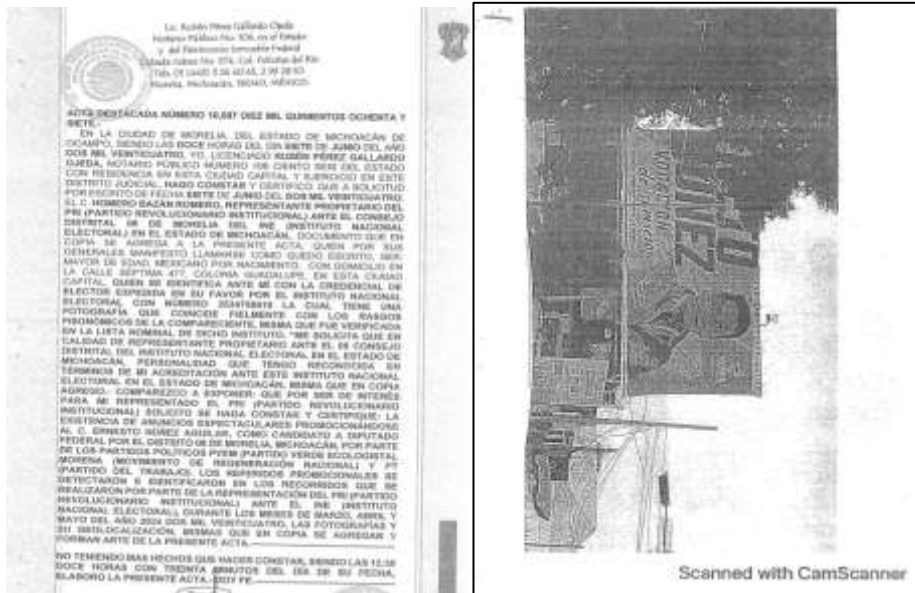 Lic. Rubén Pérez Gallardo Ojeda
Notario Público No. 106, en el Estado
y del Patrimonio Inmueble Federal
Morelia, Michoacán, MÉXICO.
ACTA DESTACADA NÚMERO 10,587 DIEZ MIL QUINIENTOS OCHENTA Y
SIETE.-
EN LA CIUDAD DE MORELIA, DEL ESTADO DE MICHOACÁN DE
OCAMPO, SIENDO LAS DOCE HORAS DEL DÍA SIETE DE JUNIO DEL AÑO
DOS MIL VEINTICUATRO, YO, LICENCIADO RUBÉN PÉREZ GALLARDO
OJEDA, NOTARIO PÚBLICO NÚMERO 106 CIENTO SEIS DEL ESTADO
CON RESIDENCIA EN ESTA CIUDAD CAPITAL Y EJERCICIO EN ESTE
DISTRITO JUDICIAL, HAGO CONSTAR Y CERTIFICO QUE A SOLICITUD
POR ESCRITO DE FECHA SIETE DE JUNIO DEL DOS MIL VEINTICUATRO,
EL C. HOMERO BAZÁN ROMERO, REPRESENTANTE PROPIETARIO DEL
PRI (PARTIDO REVOLUCIONARIO INSTITUCIONAL) ANTE EL CONSEJO
DISTRITAL 08 DE MORELIA DEL INE (INSTITUTO NACIONAL
ELECTORAL) EN EL ESTADO DE MICHOACÁN, DOCUMENTO QUE EN
COPIA SE AGREGA A LA PRESENTE ACTA, QUIEN POR SUS
GENERALES MANIFESTÓ LLAMARSE COMO QUEDÓ ESCRITO, SER
MAYOR DE EDAD, MEXICANO POR NACIMIENTO, CON DOMICILIO EN
LA CALLE SÉPTIMA 477, COLONIA GUADALUPE, EN ESTA CIUDAD
CAPITAL, QUIEN SE IDENTIFICA ANTE MÍ CON LA CREDENCIAL DE
ELECTOR EXPEDIDA EN SU FAVOR POR EL INSTITUTO NACIONAL
ELECTORAL CON NÚMERO LA CUAL TIENE UNA
FOTOGRAFÍA QUE COINCIDE FIELMENTE CON LOS RASGOS
FISONÓMICOS DE LA COMPARECIENTE, MISMA QUE FUE VERIFICADA
EN LA LISTA NOMINAL DE DICHO INSTITUTO. "ME SOLICITA QUE EN
CALIDAD DE REPRESENTANTE PROPIETARIO ANTE EL 08 CONSEJO
DISTRITAL DEL INSTITUTO NACIONAL ELECTORAL EN EL ESTADO DE
MICHOACÁN, PERSONALIDAD QUE TENGO RECONOCIDA EN
TÉRMINOS DE MI ACREDITACIÓN ANTE ESTE INSTITUTO NACIONAL
ELECTORAL EN EL ESTADO DE MICHOACÁN, MISMA QUE EN COPIA
AGREGO. COMPAREZCO A EXPONER: QUE POR SER DE INTERÉS
PARA MI REPRESENTADO EL PRI (PARTIDO REVOLUCIONARIO
INSTITUCIONAL) SOLICITO SE HAGA CONSTAR Y CERTIFIQUE: LA
EXISTENCIA DE ANUNCIOS ESPECTACULARES PROMOCIONÁNDOSE
AL C. ERNESTO NÚÑEZ AGUILAR, COMO CANDIDATO A DIPUTADO
FEDERAL POR EL DISTRITO 08 DE MORELIA, MICHOACÁN, POR PARTE
DE LOS PARTIDOS POLÍTICOS PVEM (PARTIDO VERDE ECOLOGISTA),
MORENA (MOVIMIENTO DE REGENERACIÓN NACIONAL) Y PT
(PARTIDO DEL TRABAJO). LOS REFERIDOS PROMOCIONALES SE
DETECTARON E IDENTIFICARON EN LOS RECORRIDOS QUE SE
REALIZARON POR PARTE DE LA REPRESENTACIÓN DEL PRI (PARTIDO
REVOLUCIONARIO INSTITUCIONAL) ANTE EL INE (INSTITUTO
NACIONAL ELECTORAL), DURANTE LOS MESES DE MARZO, ABRIL Y
MAYO DEL AÑO 2024 DOS MIL VEINTICUATRO, LAS FOTOGRAFÍAS Y
SU GEOLOCALIZACIÓN, MISMAS QUE EN COPIA SE AGREGAN Y
FORMAN ARTE DE LA PRESENTE ACTA.
NO TENIENDO MÁS HECHOS QUE HACER CONSTAR, SIENDO LAS 12:30
DOCE HORAS CON TREINTA MINUTOS DEL DÍA DE SU FECHA,
ELABORO LA PRESENTE ACTA.- DOY FE.
Scanned with CamScanner